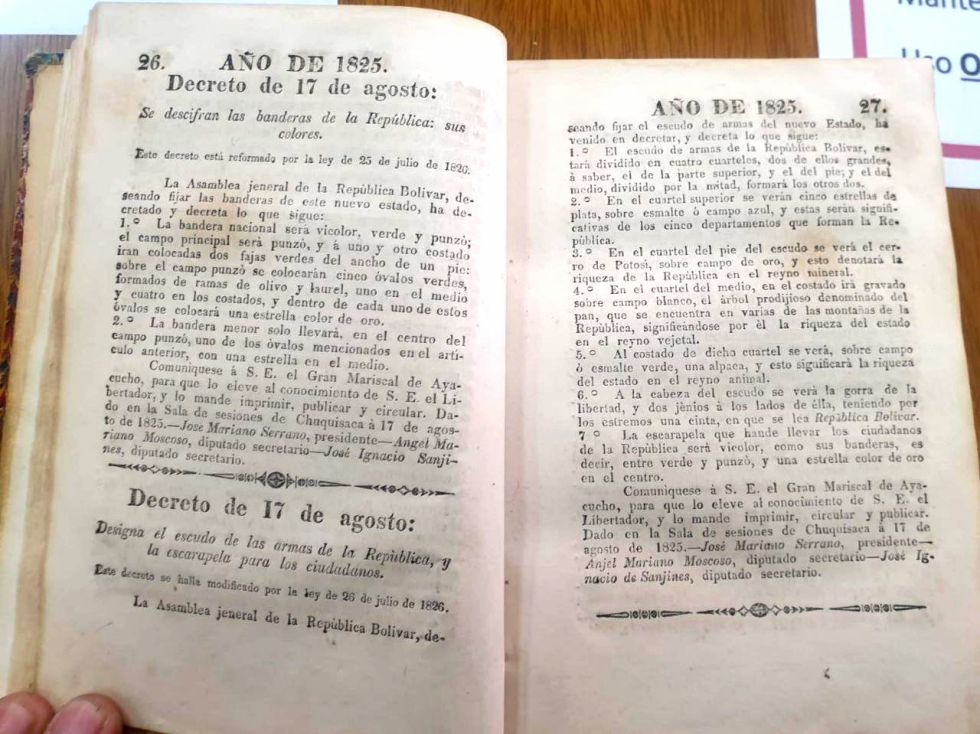 26. AÑO DE 1825.
Decreto de 17 de agosto:
Se descifran las banderas de la República: sus
colores.
Este decreto está reformado por la ley de 25 de julio de 1826.
La Asamblea jeneral de la República Bolivar, de-
seando fijar las banderas de este nuevo estado, ha de-
cretado y decreta lo que sigue:
1.º La bandera nacional será vicolor, verde y punzó;
el campo principal será punzó, y á uno y otro costado
iran colocadas dos fajas verdes del ancho de un pie:
sobre el campo punzò se colocarán cinco óvalos verdes,
formados de ramas de olivo y laurel, uno en el medio
y cuatro en los costados, y dentro de cada uno de estos
óvalos se colocará una estrella color de oro.
2.º La bandera menor solo llevará, en el centro del
campo punzò, uno de los óvalos mencionados en el arti-
culo anterior, con una estrella en el medio.
Comuniquese á S. E. el Gran Mariscal de Aya-
cucho, para que lo eleve al conocimiento de S. E. el Li-
bertador, y lo mande imprimir, publicar y circular. Da-
do en la Sala de sesiones de Chuquisaca á 17 de agos-
to de 1825.—José Mariano Serrano, presidente—Angel Ma-
riano Moscoso, diputado secretario—José Ignacio Sanji-
nes, diputado secretario.
Decreto de 17 de agosto:
Designa el escudo de las armas de la Repùblica, y
la escarapela para los ciudadanos.
Este decreto se halla modificado por la ley de 26 de julio de 1826.
La Asamblea jeneral de la Repùblica Bolivar, de-
AÑO DE 1825. 27.
seando fijar el escudo de armas del nuevo Estado, ha
venido en decretar, y decreta lo que sigue:
1.º El escudo de armas de la Repùblica Bolivar, es-
tará dividido en cuatro cuarteles, dos de ellos grandes,
à saber, el de la parte superior, y el del pie; y el del
medio, dividido por la mitad, formará los otros dos.
2.º En el cuartel superior se verán cinco estrellas de
plata, sobre esmalte ò campo azul, y estas serán signifi-
cativas de los cinco departamentos que forman la Re-
pùblica.
3.º En el cuartel del pie del escudo se verá el cer-
ro de Potosí, sobre campo de oro, y esto denotará la
riqueza de la República en el reyno mineral.
4.º En el cuartel del medio, en el costado irá gravado
sobre campo blanco, el árbol prodijioso denominado del
pan, que se encuentra en varias de las montañas de la
República, significándose por èl la riqueza del estado
en el reyno vejetal.
5.º Al costado de dicho cuartel se verá, sobre campo
ò esmalte verde, una alpaca, y esto significará la riqueza
del estado en el reyno animal.
6.º A la cabeza del escudo se verá la gorra de la
libertad, y dos jènios á los lados de élla, teniendo por
los estremos una cinta, en que se lea Repùblica Bolivar.
7º La escarapela que hande llevar los ciudadanos
de la Repùblica será vicolor, como sus banderas, es
decir, entre verde y punzò, y una estrella color de oro
en el centro.
Comuniquese á S. E. el Gran Mariscal de Aya-
cucho, para que lo eleve al conocimiento de S. E. el
Libertador, y lo mande imprimir, circular y publicar.
Dado en la Sala de sesiones de Chuquisaca á 17 de
agosto de 1825.—José Mariano Serrano, presidente—
Anjel Mariano Moscoso, diputado secretario—José Ig-
nacio de Sanjines, diputado secretario.